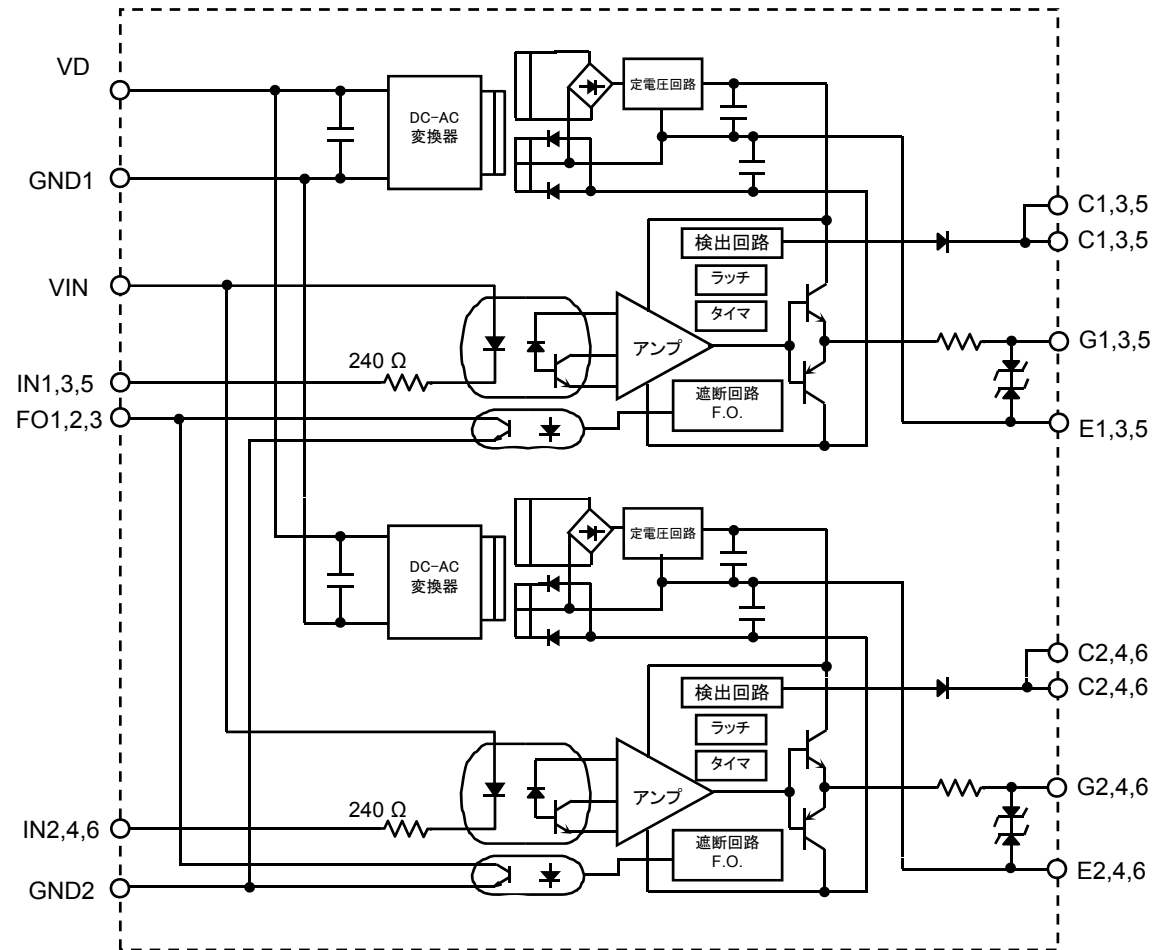 VD
DC-AC
変換器
定電圧回路
GND1
C1,3,5
検出回路
C1,3,5
ラッチ
VIN
タイマ
アンプ
G1,3,5
240 Ω
IN1,3,5
遮断回路
F.O.
FO1,2,3
E1,3,5
定電圧回路
DC-AC
変換器
C2,4,6
検出回路
C2,4,6
ラッチ
タイマ
アンプ
G2,4,6
240 Ω
IN2,4,6
遮断回路
F.O.
E2,4,6
GND2